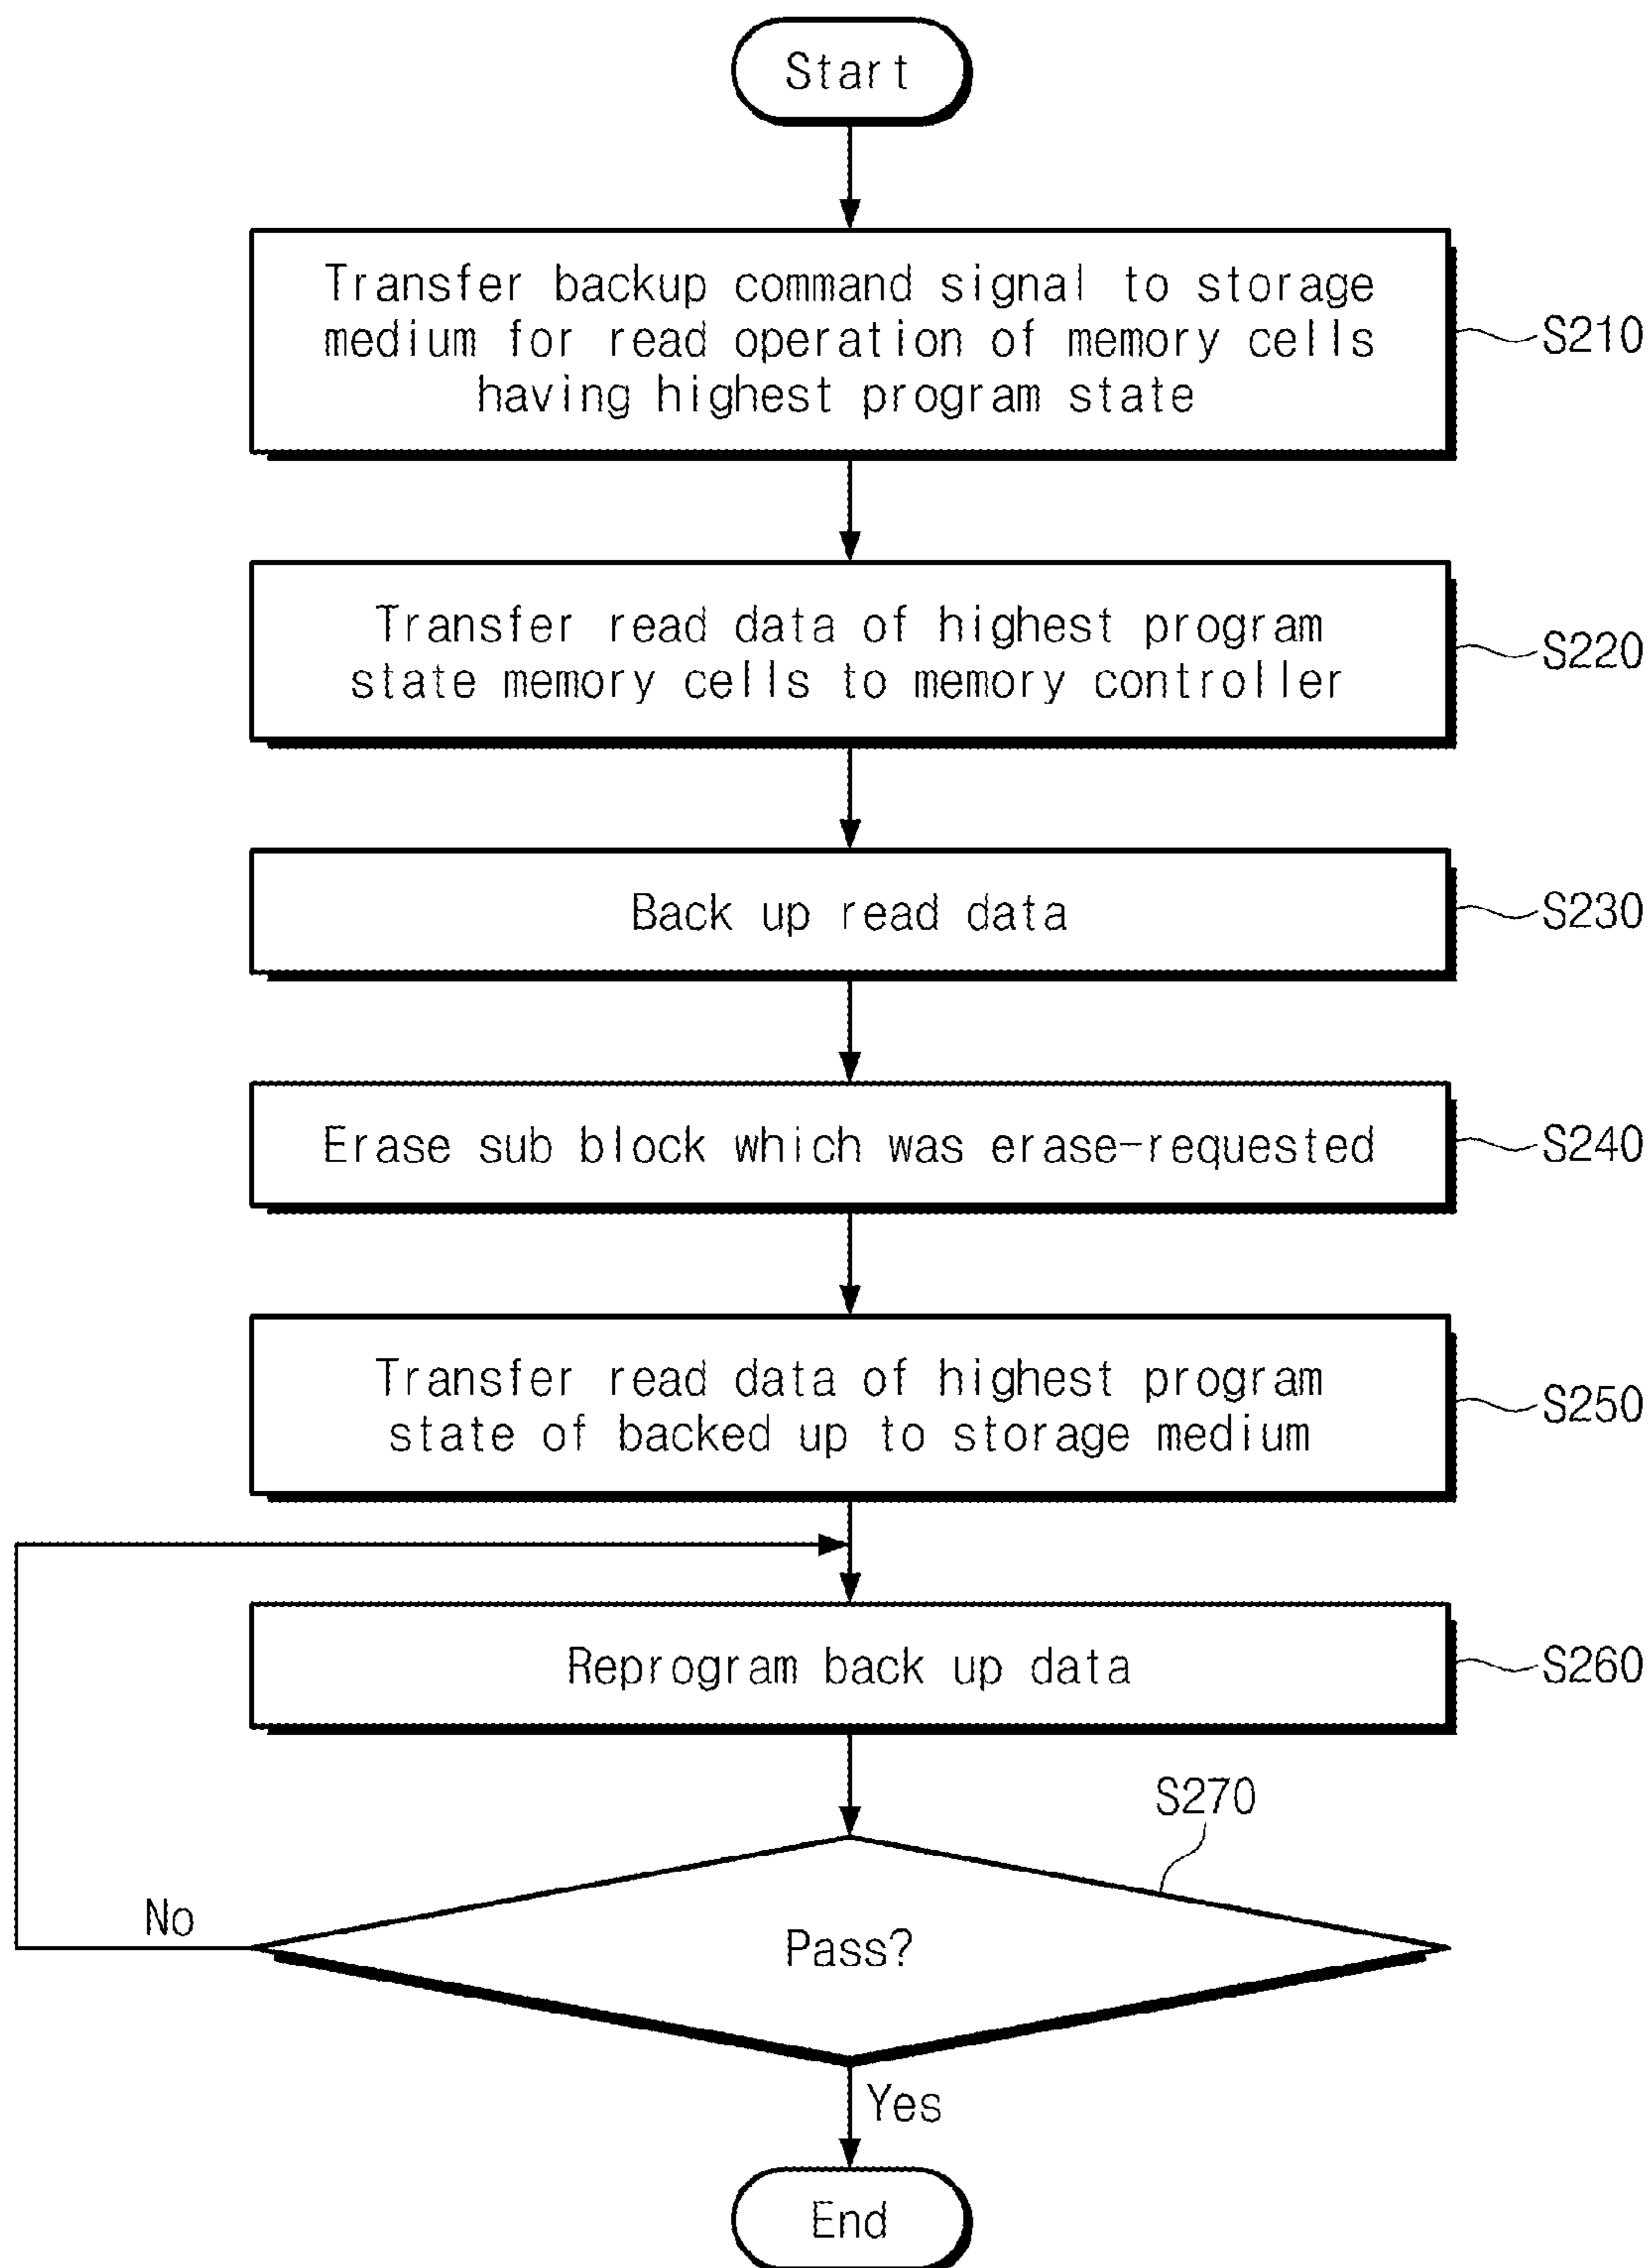 Start
Transfer backup command signal to storage
medium for read operation of memory cells
having highest program state
S210
Transfer read data of highest program
state memory cells to memory controller
S220
Back up read data
S230
Erase sub block which was erase-requested
S240
Transfer read data of highest program
state of backed up to storage medium
S250
Reprogram back up data
S260
S270
No
Pass?
Yes
End